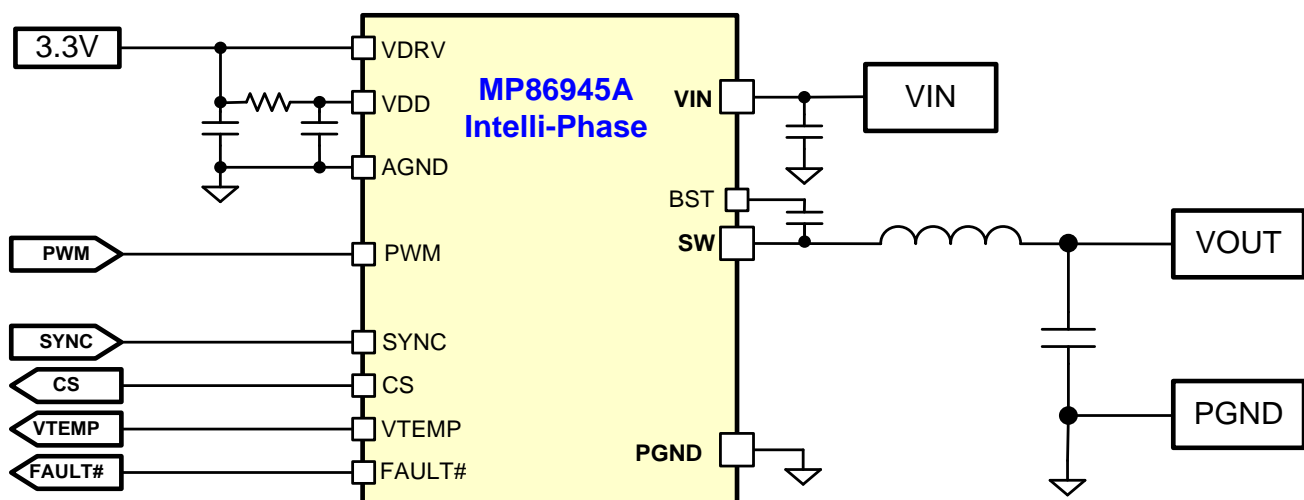 3.3V
VDRV
VDD
AGND
PWM
PWM
SYNC
SYNC
CS
CS
VTEMP
VTEMP
FAULT#
FAULT#
MP86945A
Intelli-Phase
VIN
VIN
BST
SW
VOUT
PGND
PGND